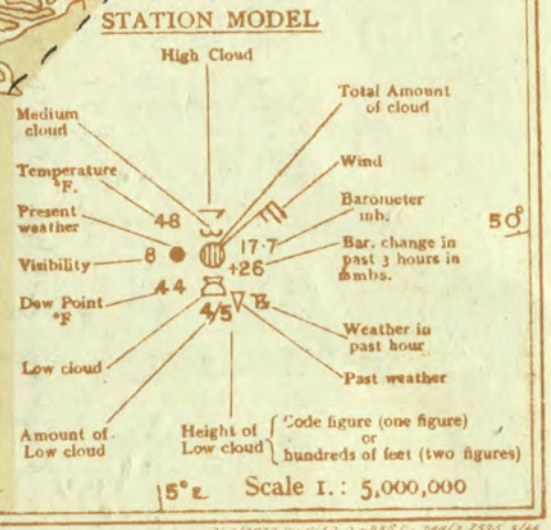 STATION MODEL
High Cloud
Total Amount
of cloud
Medium
cloud
Wind
Temperature
°F.
Barometer
mb.
48
Present
weather
17·7
50°
Bar. change in
past 3 hours in
mbs.
8
+26
Visibility
Dew Point
°F
44
4/5
Weather in
past hour
Low cloud
Past weather
Amount of
Low cloud
Height of
Low cloud
Code figure (one figure)
or
hundreds of feet (two figures)
5° E
Scale 1.: 5,000,000